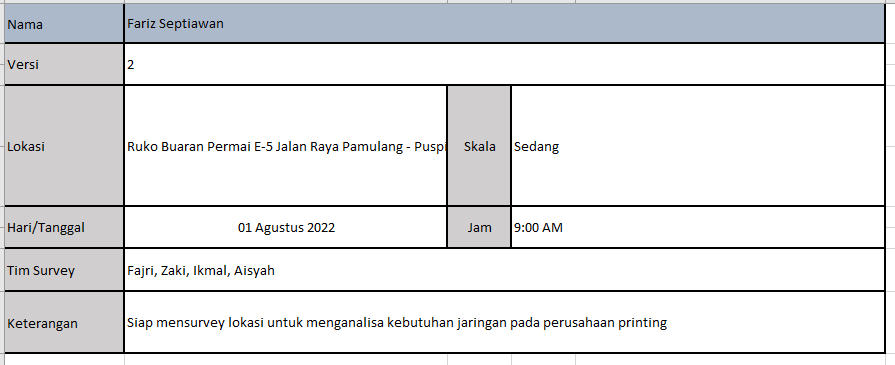 Nama Fariz Septiawan
Versi 2
Lokasi Ruko Buaran Permai E-5 Jalan Raya Pamulang - Puspi Skala Sedang
Hari/Tanggal 01 Agustus 2022 Jam 9:00 AM
Tim Survey Fajri, Zaki, Ikmal, Aisyah
Keterangan Siap mensurvey lokasi untuk menganalisa kebutuhan jaringan pada perusahaan printing